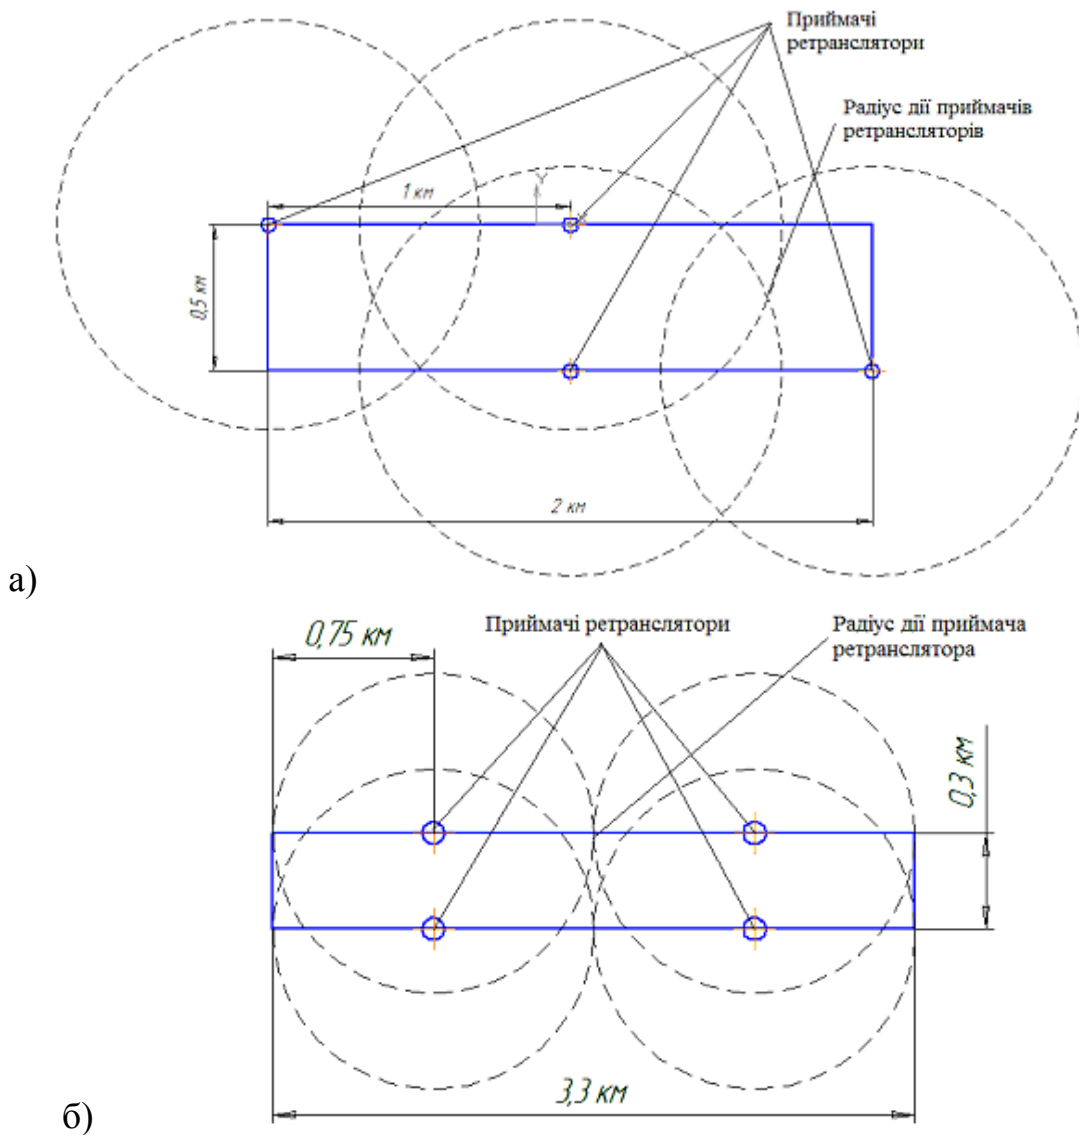 Приймачі
ретранслятори
Радіус дії приймачів
ретрансляторів
Y
1 км
0,5 км
2 км
а)
0,75 км
Приймачі ретранслятори
Радіус дії приймача
ретранслятора
0,3 км
3,3 км
б)